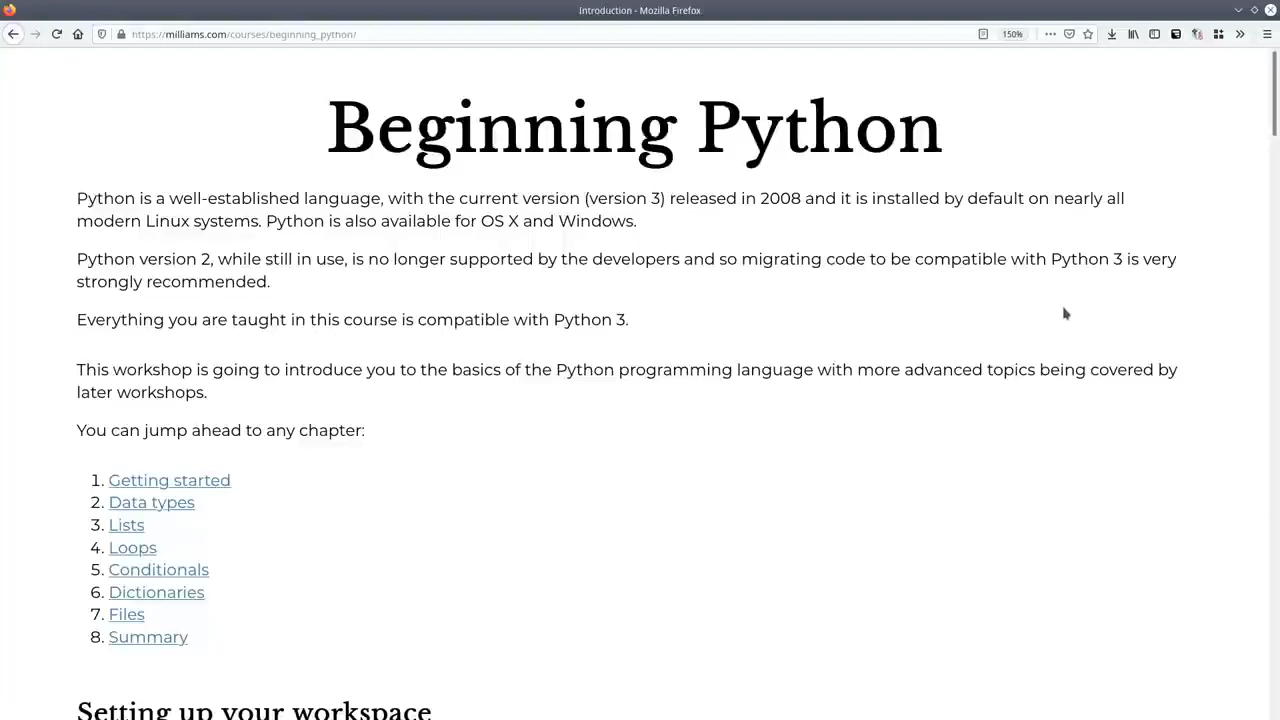 Introduction - Mozilla Firefox
https://milliams.com/courses/beginning_python/
150%
Beginning Python
Python is a well-established language, with the current version (version 3) released in 2008 and it is installed by default on nearly all
modern Linux systems. Python is also available for OS X and Windows.
Python version 2, while still in use, is no longer supported by the developers and so migrating code to be compatible with Python 3 is very
strongly recommended.
Everything you are taught in this course is compatible with Python 3.
This workshop is going to introduce you to the basics of the Python programming language with more advanced topics being covered by
later workshops.
You can jump ahead to any chapter:
1. Getting started
2. Data types
3. Lists
4. Loops
5. Conditionals
6. Dictionaries
7. Files
8. Summary
Setting up your workspace